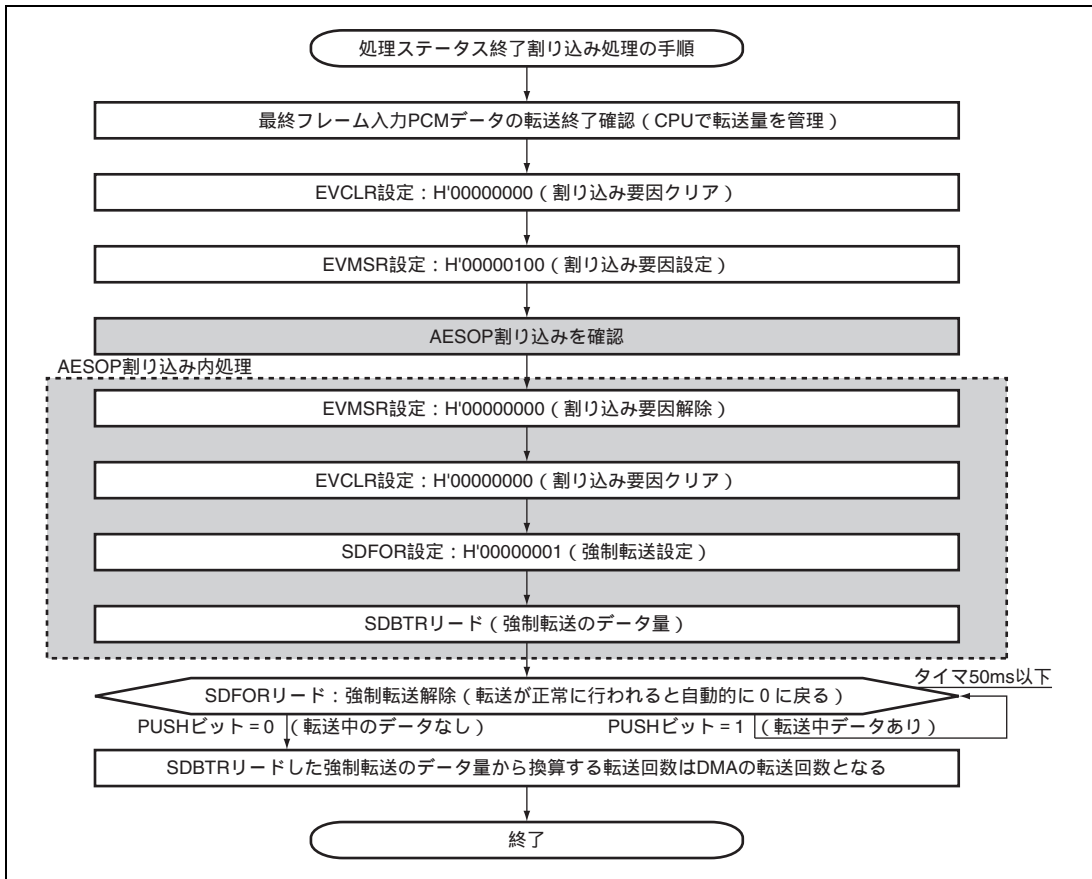 処理ステータス終了割り込み処理の手順
最終フレーム入力PCMデータの転送終了確認（CPUで転送量を管理）
EVCLR設定：H'00000000（割り込み要因クリア）
EVMSR設定：H'00000100（割り込み要因設定）
AESOP割り込みを確認
AESOP割り込み内処理
EVMSR設定：H'00000000（割り込み要因解除）
EVCLR設定：H'00000000（割り込み要因クリア）
SDFOR設定：H'00000001（強制転送設定）
SDBTRリード（強制転送のデータ量）
タイマ50ms以下
SDFORリード：強制転送解除（転送が正常に行われると自動的に０に戻る）
PUSHビット＝0（転送中のデータなし）
PUSHビット＝1（転送中データあり）
SDBTRリードした強制転送のデータ量から換算する転送回数はDMAの転送回数となる
終了